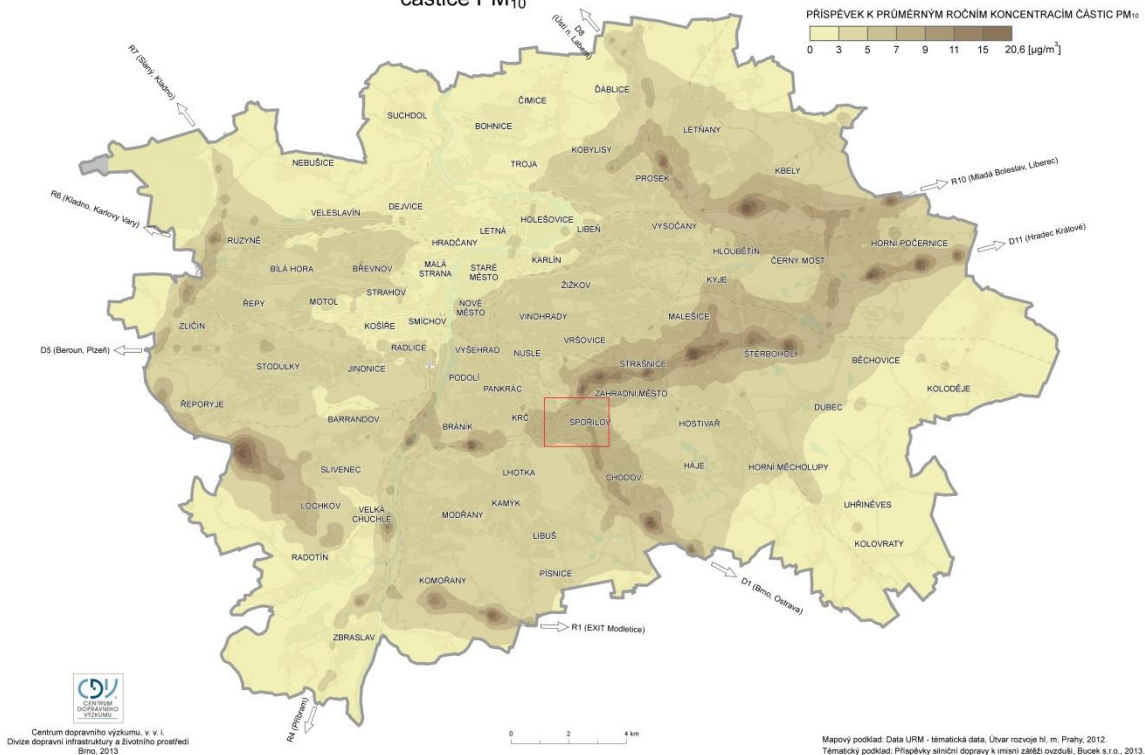 částice PM₁₀
PŘÍSPĚVEK K PRŮMĚRNÝM ROČNÍM KONCENTRACÍM ČÁSTIC PM₁₀
0 3 5 7 9 11 15 20,6 [µg/m³]
D8
(Ústí n. Labem)
R7 (Slaný, Kladno)
ĎÁBLICE
ČIMICE
SUCHDOL
BOHNICE
LETŇANY
KOBYLISY
NEBUŠICE
TROJA
KBELY
PROSEK
R10 (Mladá Boleslav, Liberec)
R6 (Kladno, Karlovy Vary)
DEJVICE
VELESLAVÍN
HOLEŠOVICE
LETNÁ
LIBEŇ
VYSOČANY
RUZYNĚ
HRADČANY
HORNÍ POČERNICE
D11 (Hradec Králové)
HLOUBĚTÍN
KARLÍN
ČERNÝ MOST
BÍLÁ HORA
BŘEVNOV
MALÁ
STRANA
STARÉ
MĚSTO
KYJE
ŽIŽKOV
STRAHOV
ŘEPY
MOTOL
NOVÉ
MĚSTO
VINOHRADY
MALEŠICE
SMÍCHOV
KOŠÍŘE
ZLIČÍN
VRŠOVICE
D5 (Beroun, Plzeň)
RADLICE
VYŠEHRAD
NUSLE
ŠTĚRBOHOLY
BĚCHOVICE
STRAŠNICE
STODŮLKY
JINONICE
PODOLÍ
PANKRÁC
KOLODĚJE
ZAHRADNÍ MĚSTO
ŘEPORYJE
DUBEČ
BARRANDOV
KRČ
SPOŘILOV
HOSTIVAŘ
BRANÍK
SLIVENEC
LHOTKA
CHODOV
HÁJE
HORNÍ MĚCHOLUPY
LOCHKOV
VELKÁ
CHUCHLE
KAMÝK
MODŘANY
UHŘÍNĚVES
LIBUŠ
KOLOVRATY
RADOTÍN
PÍSNICE
KOMOŘANY
D1 (Brno, Ostrava)
R1 (EXIT Modletice)
ZBRASLAV
R4 (Příbram)
CDV
CENTRUM
DOPRAVNÍHO
VÝZKUMU
Centrum dopravního výzkumu, v. v. i.
Divize dopravní infrastruktury a životního prostředí
Brno, 2013
0 2 4 km
Mapový podklad: Data URM - tématická data, Útvar rozvoje hl. m. Prahy, 2012.
Tématický podklad: Příspěvky silniční dopravy k imisní zátěži ovzduší, Bucek s.r.o., 2013